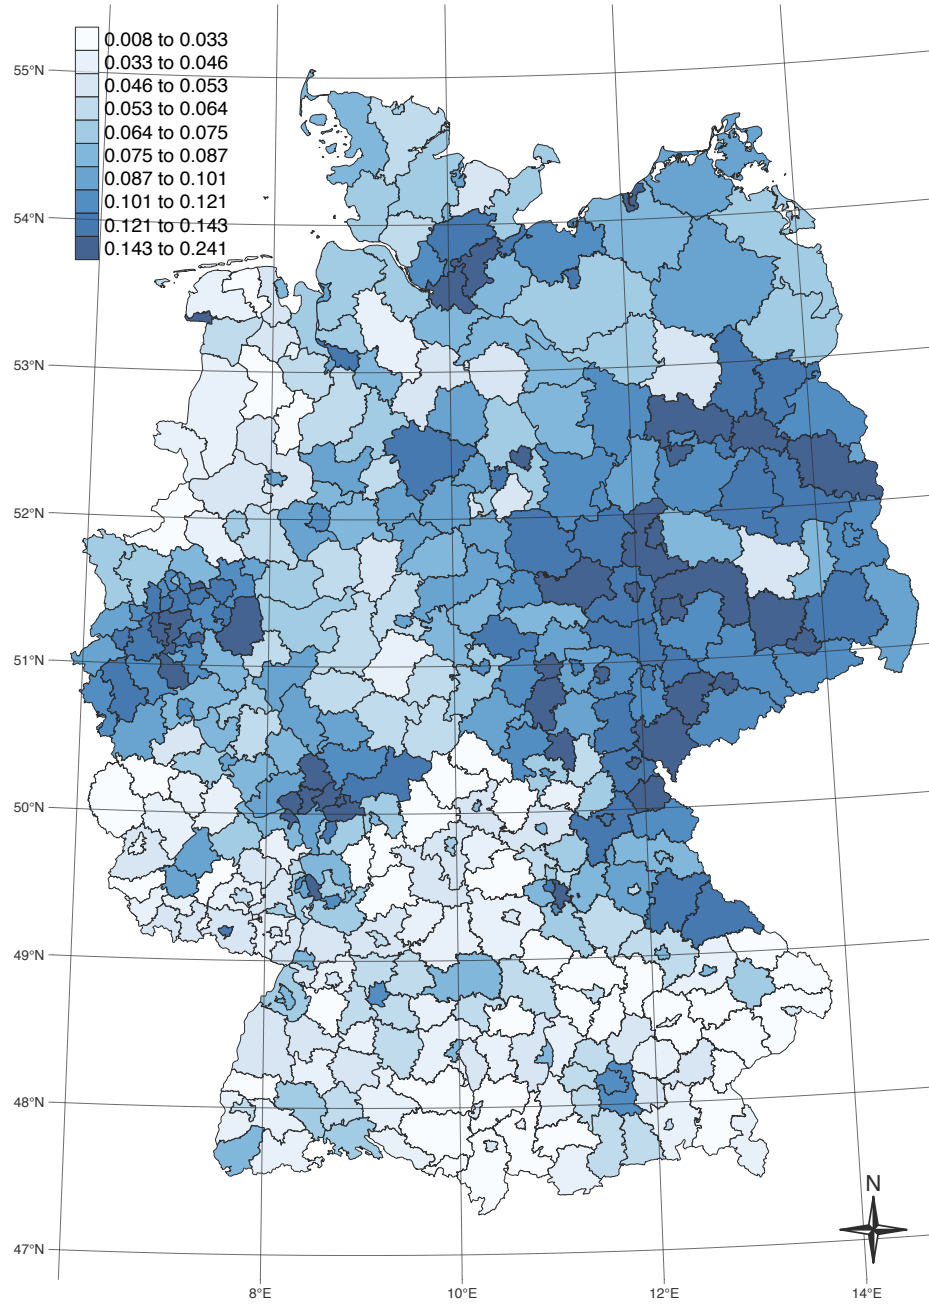 0.008 to 0.033
0.033 to 0.046
0.046 to 0.053
0.053 to 0.064
0.064 to 0.075
0.075 to 0.087
0.087 to 0.101
0.101 to 0.121
0.121 to 0.143
0.143 to 0.241
55°N
54°N
53°N
52°N
51°N
50°N
49°N
48°N
47°N
N
8°E
10°E
12°E
14°E